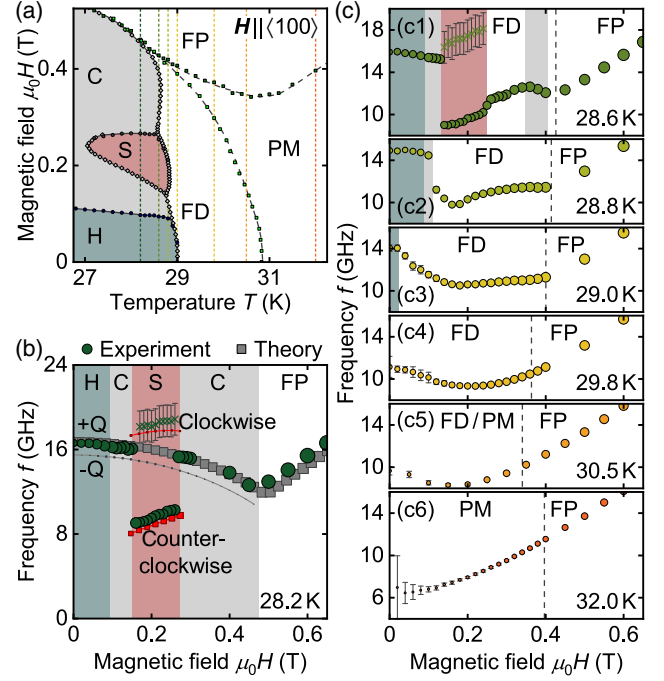 (a)
H||⟨100⟩
FP
C
S
PM
FD
H
0.4
0.2
0
27
29
31
Magnetic field μ₀H (T)
Temperature T (K)
(b)
Experiment
Theory
H
C
S
C
FP
+Q
-Q
Clockwise
Counter-
clockwise
28.2 K
24
16
8
0
0
0.2
0.4
0.6
Frequency f (GHz)
Magnetic field μ₀H (T)
(c)
(c1)
FD
FP
18
14
10
28.6 K
(c2)
FD
FP
14
10
28.8 K
(c3)
FD
FP
14
10
29.0 K
(c4)
FD
FP
14
10
29.8 K
(c5)
FD/PM
FP
10
30.5 K
(c6)
PM
FP
14
10
6
32.0 K
0
0.2
0.4
0.6
Frequency f (GHz)
Magnetic field μ₀H (T)